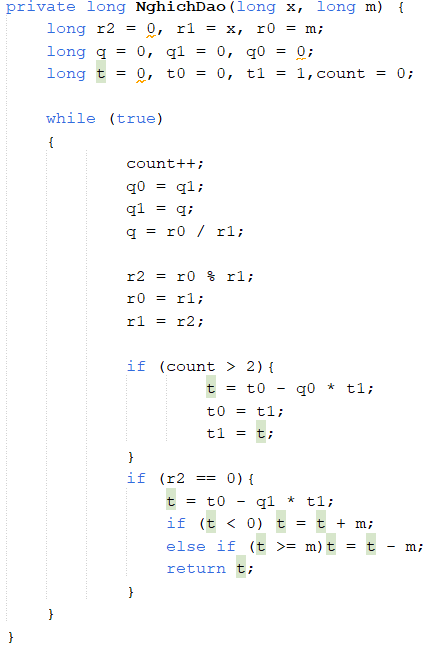 private long NghichDao(long x, long m) {
long r2 = 0, r1 = x, r0 = m;
long q = 0, q1 = 0, q0 = 0;
long t = 0, t0 = 0, t1 = 1,count = 0;
while (true)
{
count++;
q0 = q1;
q1 = q;
q = r0 / r1;
r2 = r0 % r1;
r0 = r1;
r1 = r2;
if (count > 2){
t = t0 - q0 * t1;
t0 = t1;
t1 = t;
}
if (r2 == 0){
t = t0 - q1 * t1;
if (t < 0) t = t + m;
else if (t >= m)t = t - m;
return t;
}
}
}